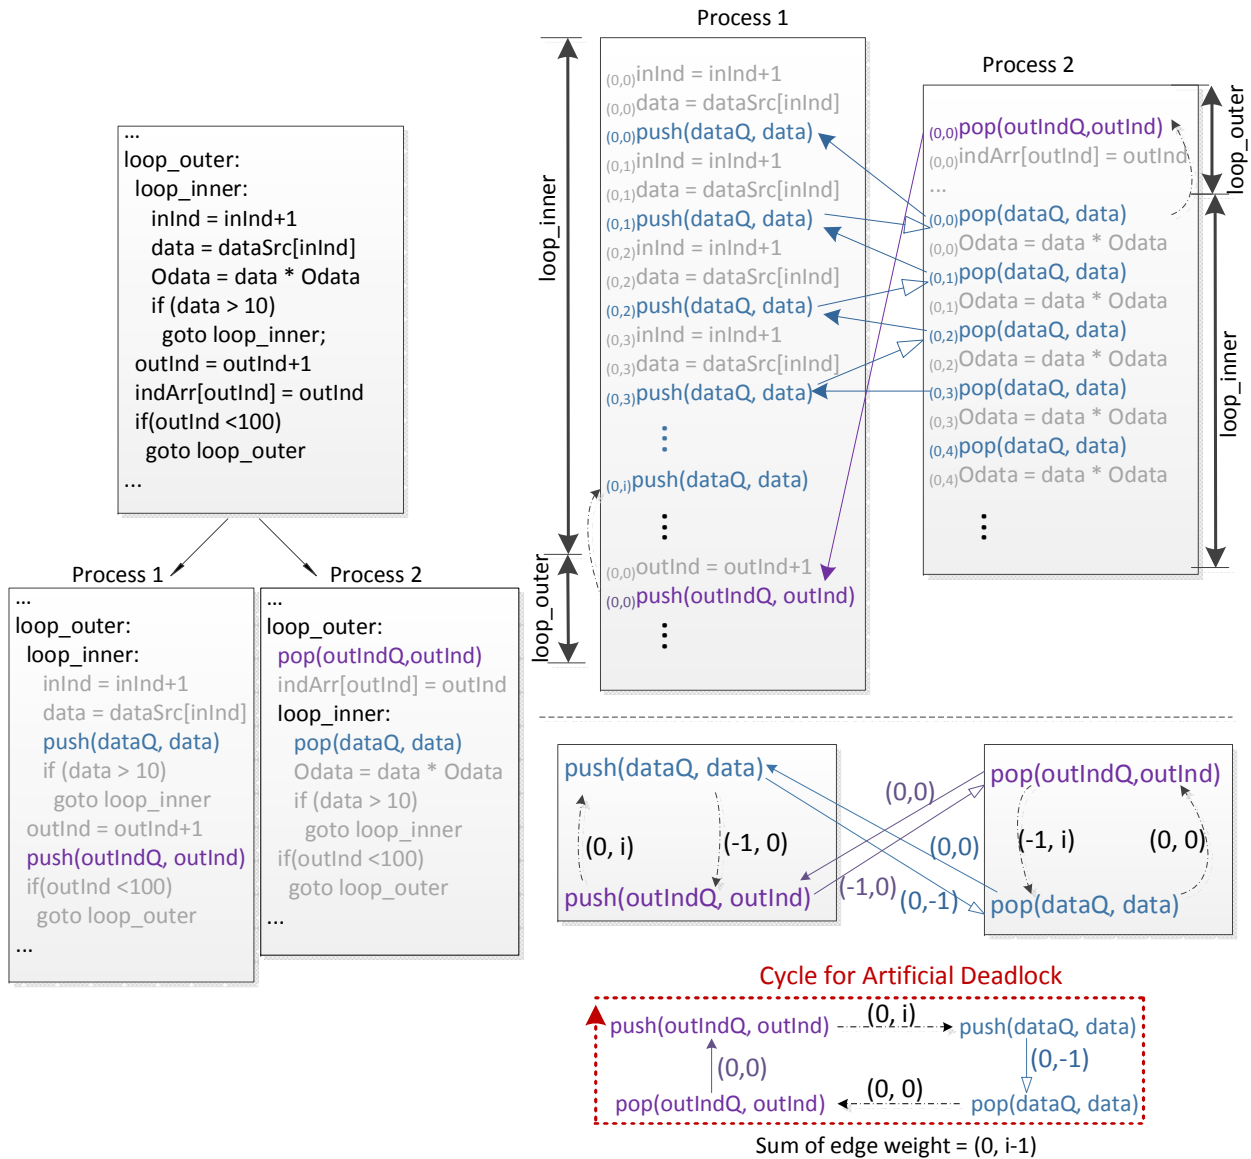 ...
loop_outer:
loop_inner:
inInd = inInd+1
data = dataSrc[inInd]
Odata = data * Odata
if (data > 10)
goto loop_inner;
outInd = outInd+1
indArr[outInd] = outInd
if(outInd <100)
goto loop_outer
...
Process 1
...
loop_outer:
loop_inner:
inInd = inInd+1
data = dataSrc[inInd]
push(dataQ, data)
if (data > 10)
goto loop_inner
outInd = outInd+1
push(outIndQ, outInd)
if(outInd <100)
goto loop_outer
...
Process 2
...
loop_outer:
pop(outIndQ,outInd)
indArr[outInd] = outInd
loop_inner:
pop(dataQ, data)
Odata = data * Odata
if (data > 10)
goto loop_inner
if(outInd <100)
goto loop_outer
...
Process 1
loop_inner
(0,0)inInd = inInd+1
(0,0)data = dataSrc[inInd]
(0,0)push(dataQ, data)
(0,1)inInd = inInd+1
(0,1)data = dataSrc[inInd]
(0,1)push(dataQ, data)
(0,2)inInd = inInd+1
(0,2)data = dataSrc[inInd]
(0,2)push(dataQ, data)
(0,3)inInd = inInd+1
(0,3)data = dataSrc[inInd]
(0,3)push(dataQ, data)
⋮
(0,i)push(dataQ, data)
⋮
loop_outer
(0,0)outInd = outInd+1
(0,0)push(outIndQ, outInd)
⋮
Process 2
loop_outer
(0,0)pop(outIndQ,outInd)
(0,0)indArr[outInd] = outInd
...
loop_inner
(0,0)pop(dataQ, data)
(0,0)Odata = data * Odata
(0,1)pop(dataQ, data)
(0,1)Odata = data * Odata
(0,2)pop(dataQ, data)
(0,2)Odata = data * Odata
(0,3)pop(dataQ, data)
(0,3)Odata = data * Odata
(0,4)pop(dataQ, data)
(0,4)Odata = data * Odata
⋮
push(dataQ, data)
(0, i)
(-1, 0)
push(outIndQ, outInd)
(0,0)
(0,0)
(-1,0)
(0,-1)
pop(outIndQ,outInd)
(-1, i)
(0, 0)
pop(dataQ, data)
Cycle for Artificial Deadlock
push(outIndQ, outInd)
(0, i)
push(dataQ, data)
(0,0)
(0,-1)
pop(outIndQ, outInd)
(0, 0)
pop(dataQ, data)
Sum of edge weight = (0, i-1)